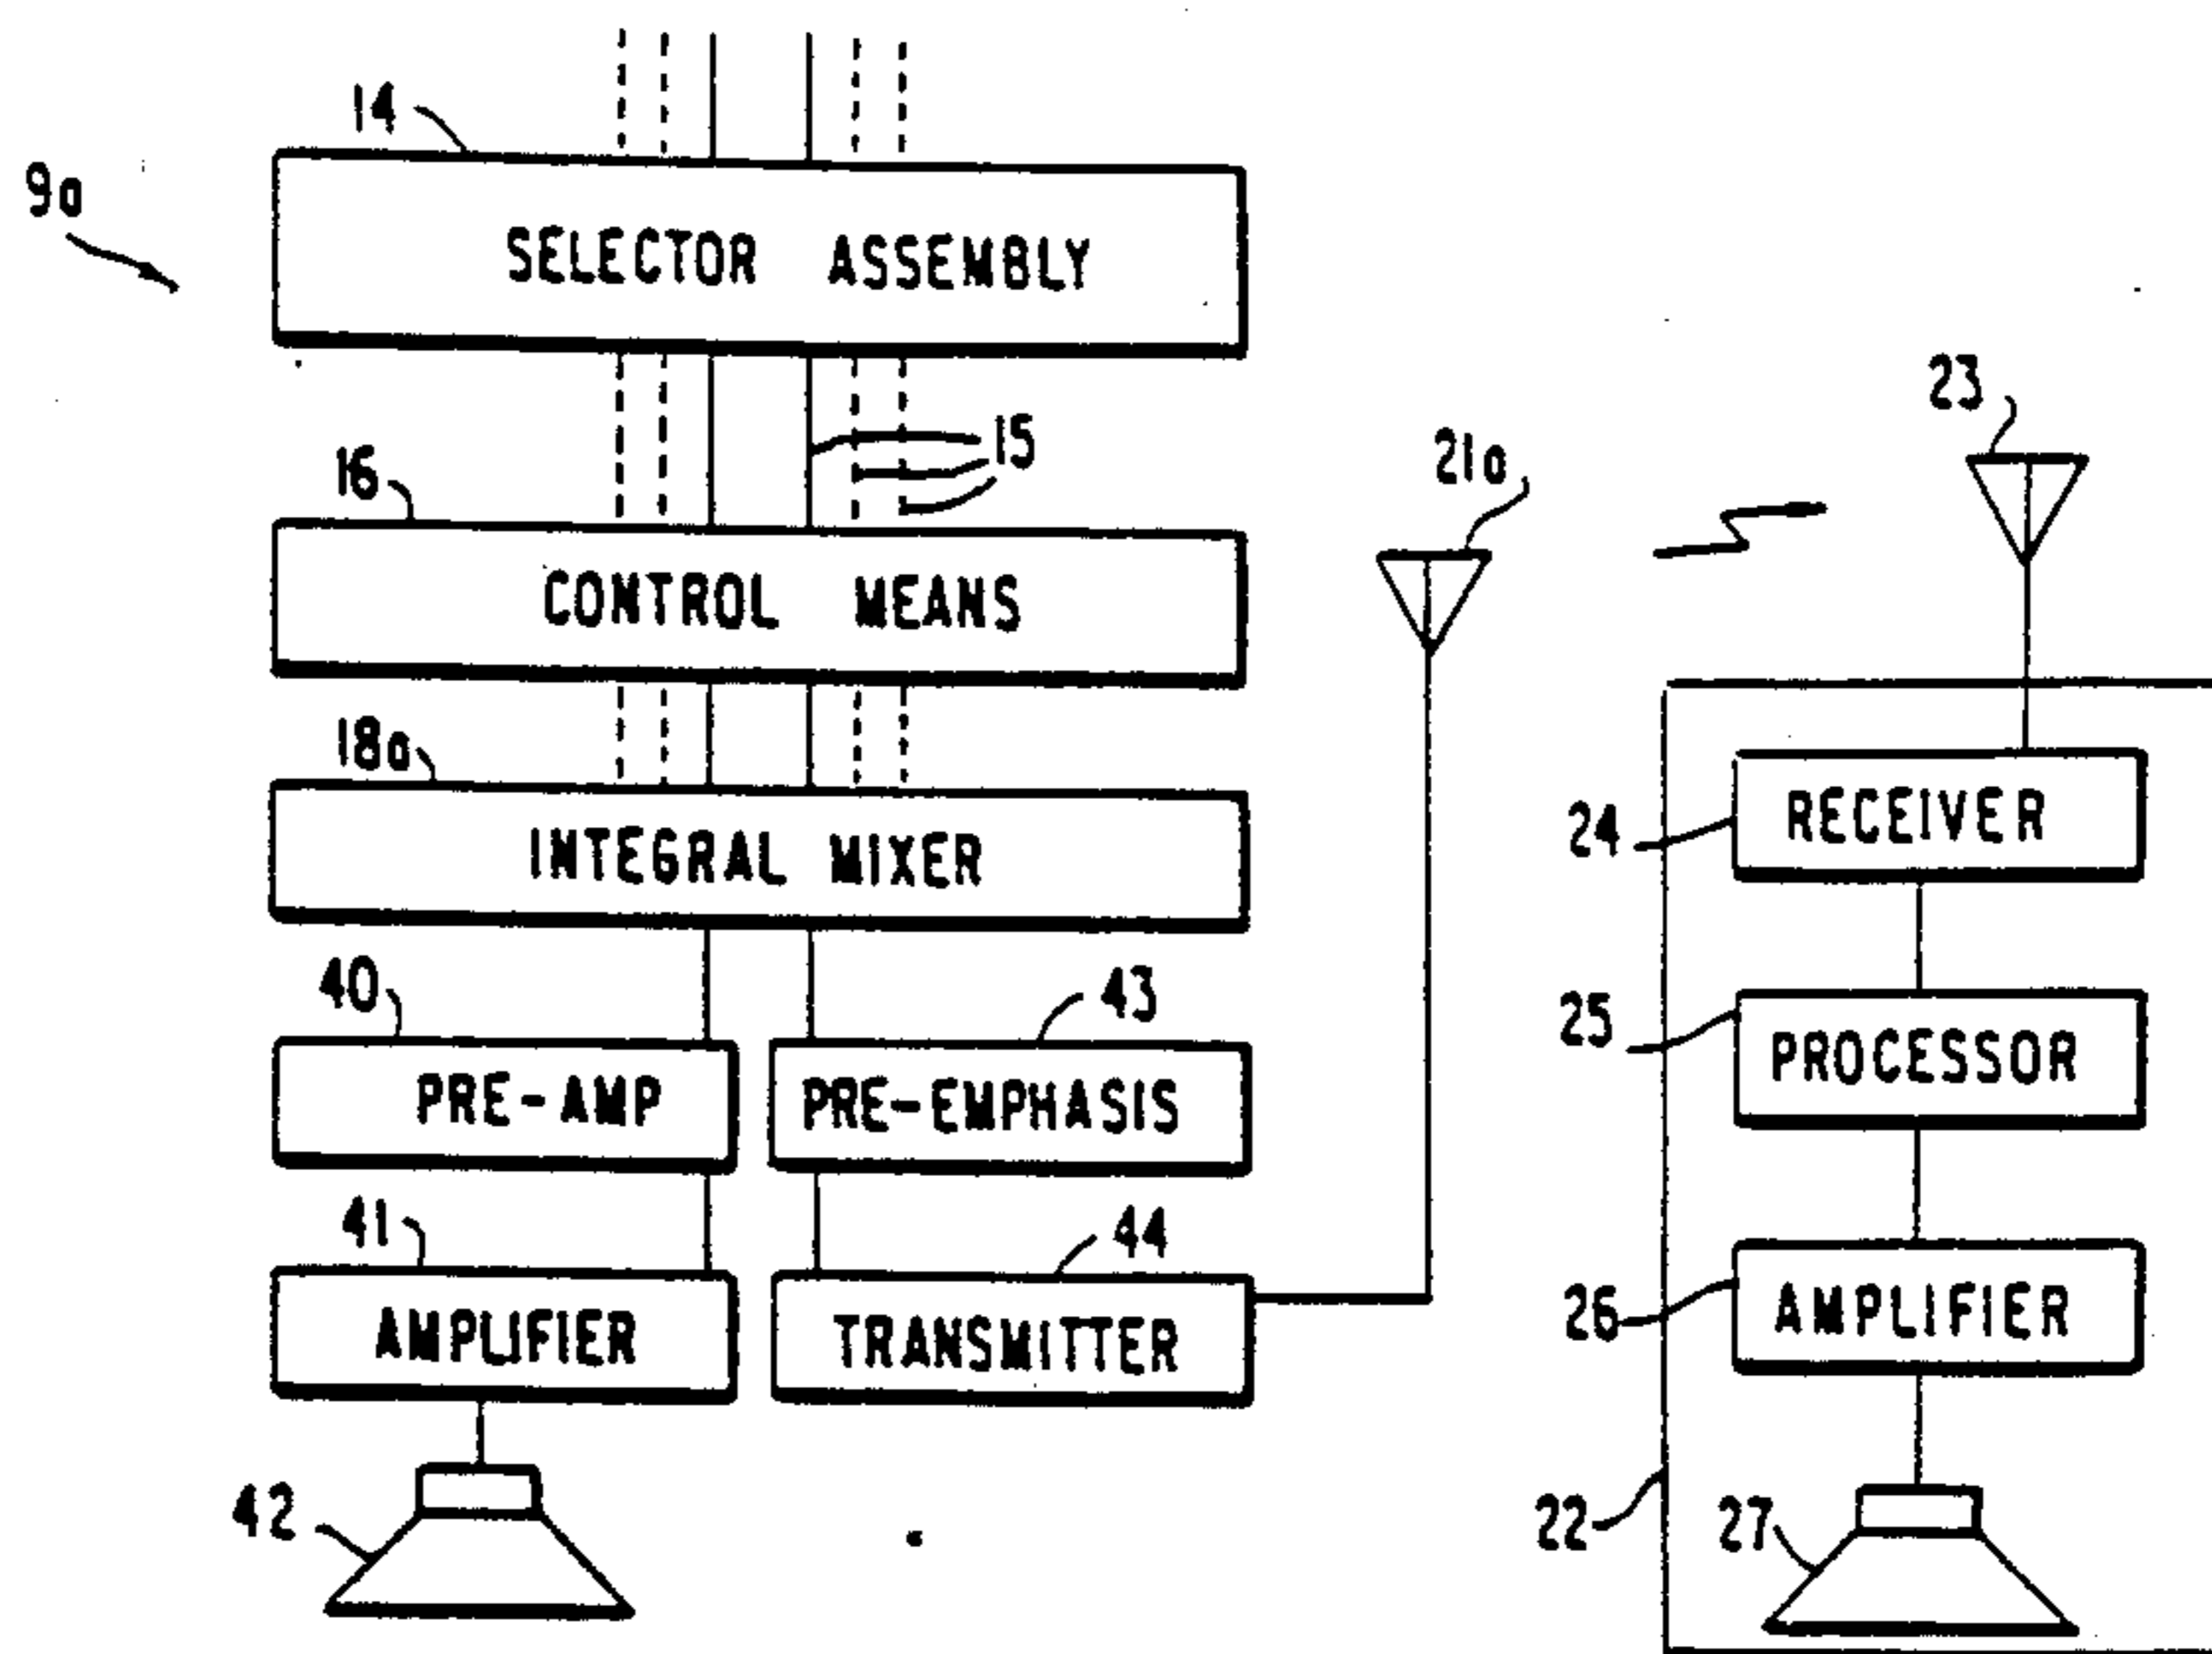 14
9a
SELECTOR ASSEMBLY
15
16
CONTROL MEANS
18a
INTEGRAL MIXER
40
PRE-AMP
43
PRE-EMPHASIS
41
AMPLIFIER
44
TRANSMITTER
42
21a
23
24
RECEIVER
25
PROCESSOR
26
AMPLIFIER
22
27